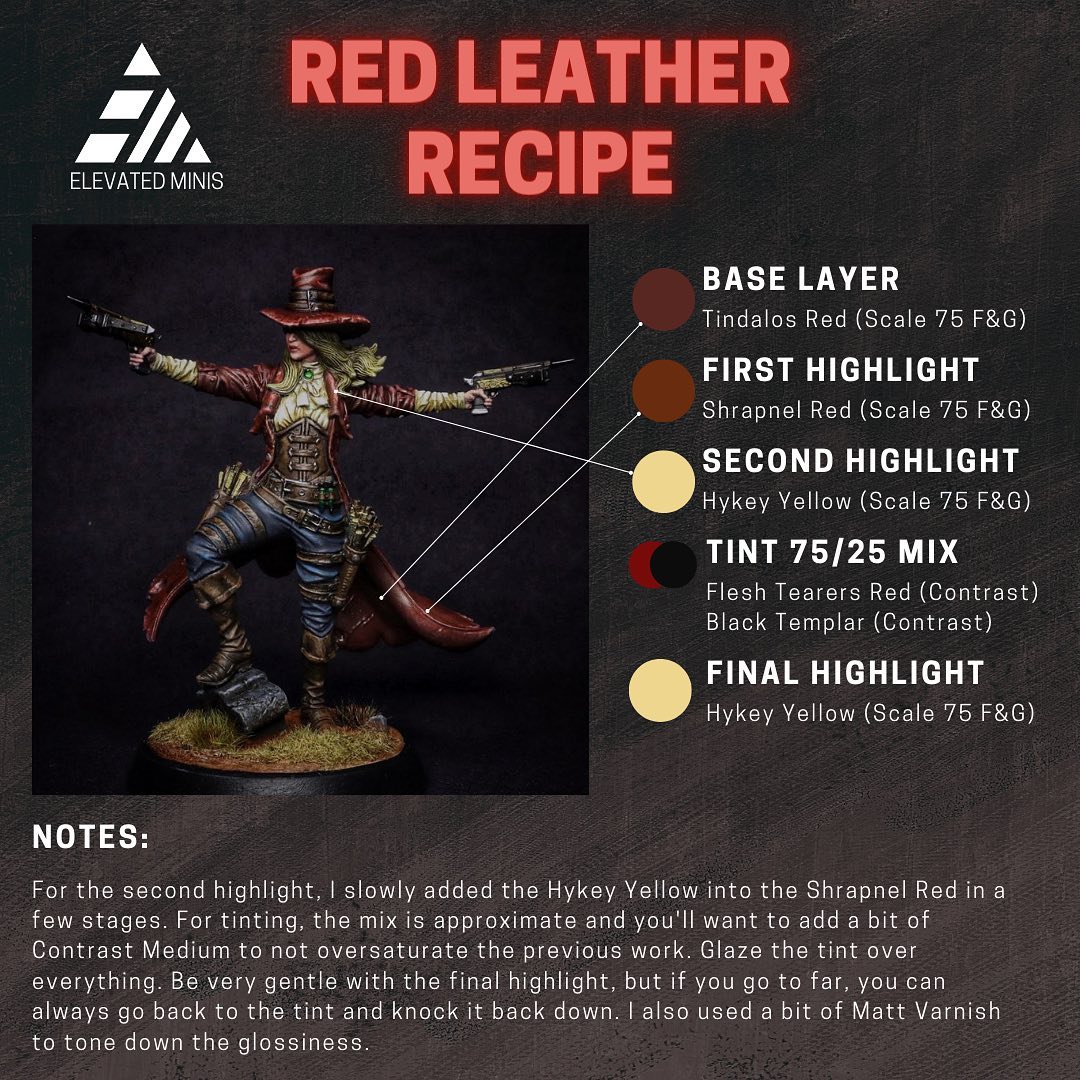 ELEVATED MINIS
RED LEATHER
RECIPE
BASE LAYER
Tindalos Red (Scale 75 F&G)
FIRST HIGHLIGHT
Shrapnel Red (Scale 75 F&G)
SECOND HIGHLIGHT
Hykey Yellow (Scale 75 F&G)
TINT 75/25 MIX
Flesh Tearers Red (Contrast)
Black Templar (Contrast)
FINAL HIGHLIGHT
Hykey Yellow (Scale 75 F&G)
NOTES:
For the second highlight, I slowly added the Hykey Yellow into the Shrapnel Red in a
few stages. For tinting, the mix is approximate and you'll want to add a bit of
Contrast Medium to not oversaturate the previous work. Glaze the tint over
everything. Be very gentle with the final highlight, but if you go to far, you can
always go back to the tint and knock it back down. I also used a bit of Matt Varnish
to tone down the glossiness.